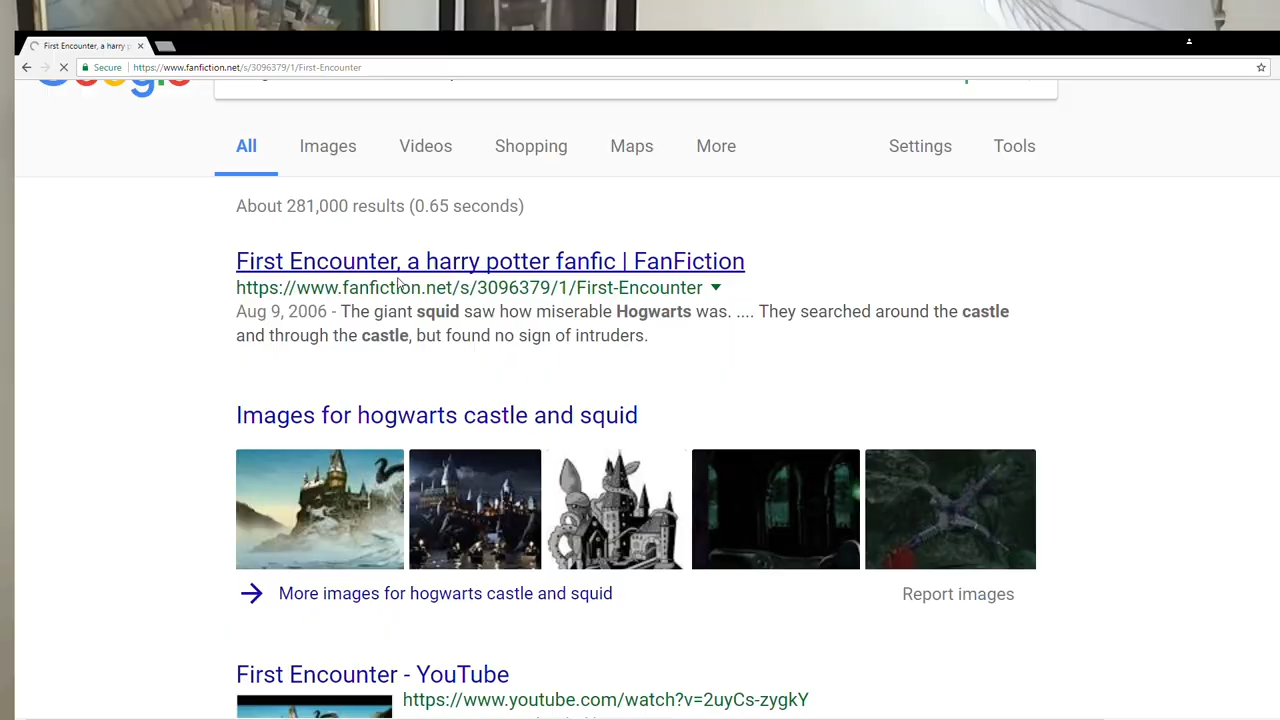 First Encounter, a harry p
Secure https://www.fanfiction.net/s/3096379/1/First-Encounter
All Images Videos Shopping Maps More Settings Tools
About 281,000 results (0.65 seconds)
First Encounter, a harry potter fanfic | FanFiction
https://www.fanfiction.net/s/3096379/1/First-Encounter
Aug 9, 2006 - The giant squid saw how miserable Hogwarts was. .... They searched around the castle
and through the castle, but found no sign of intruders.
Images for hogwarts castle and squid
More images for hogwarts castle and squid
Report images
First Encounter - YouTube
https://www.youtube.com/watch?v=2uyCs-zygkY